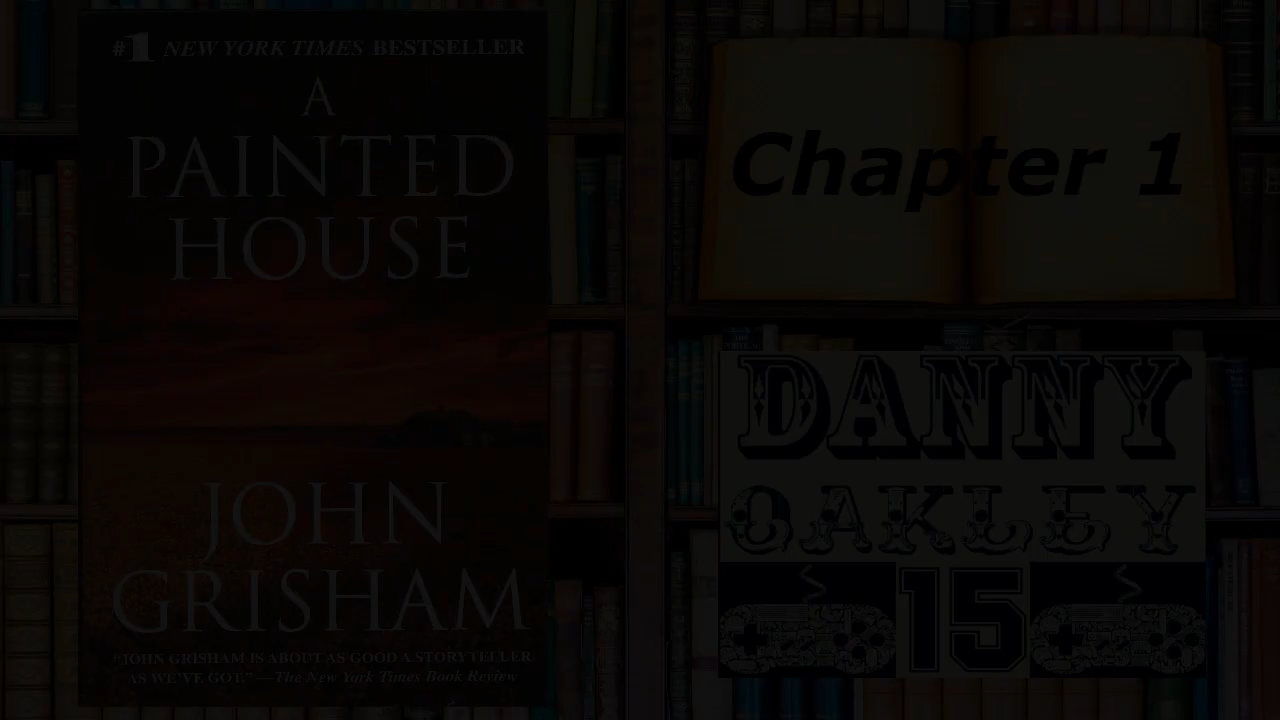 #1 NEW YORK TIMES BESTSELLER
A
PAINTED
HOUSE
JOHN
GRISHAM
“JOHN GRISHAM IS ABOUT AS GOOD A STORYTELLER
AS WE’VE GOT.” —The New York Times Book Review
Chapter 1
DANNY
OAKLEY
15